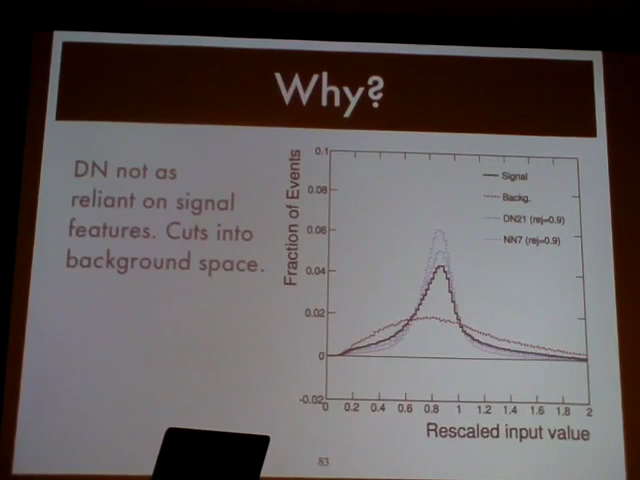 Why?
DN not as
reliant on signal
features. Cuts into
background space.
Fraction of Events
0.1
0.08
0.06
0.04
0.02
0
-0.02
Signal
Backg.
DN21 (rej=0.9)
NN7 (rej=0.9)
0 0.2 0.4 0.6 0.8 1 1.2 1.4 1.6 1.8 2
Rescaled input value
83